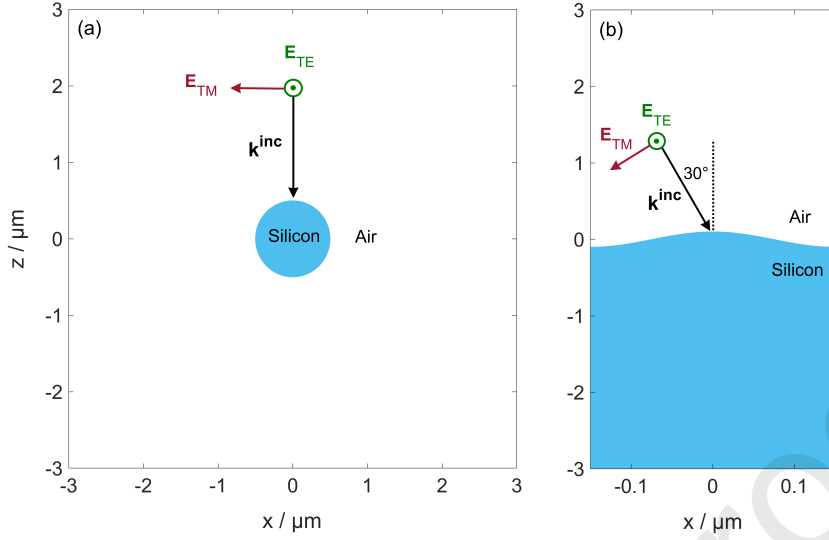 (a)
E_TE
E_TM
k^inc
Silicon
Air
3
2
1
0
-1
-2
-3
-3 -2 -1 0 1 2 3
z / μm
x / μm
(b)
E_TE
E_TM
30°
k^inc
Air
Silicon
3
2
1
0
-1
-2
-3
-0.1 0 0.1
x / μm